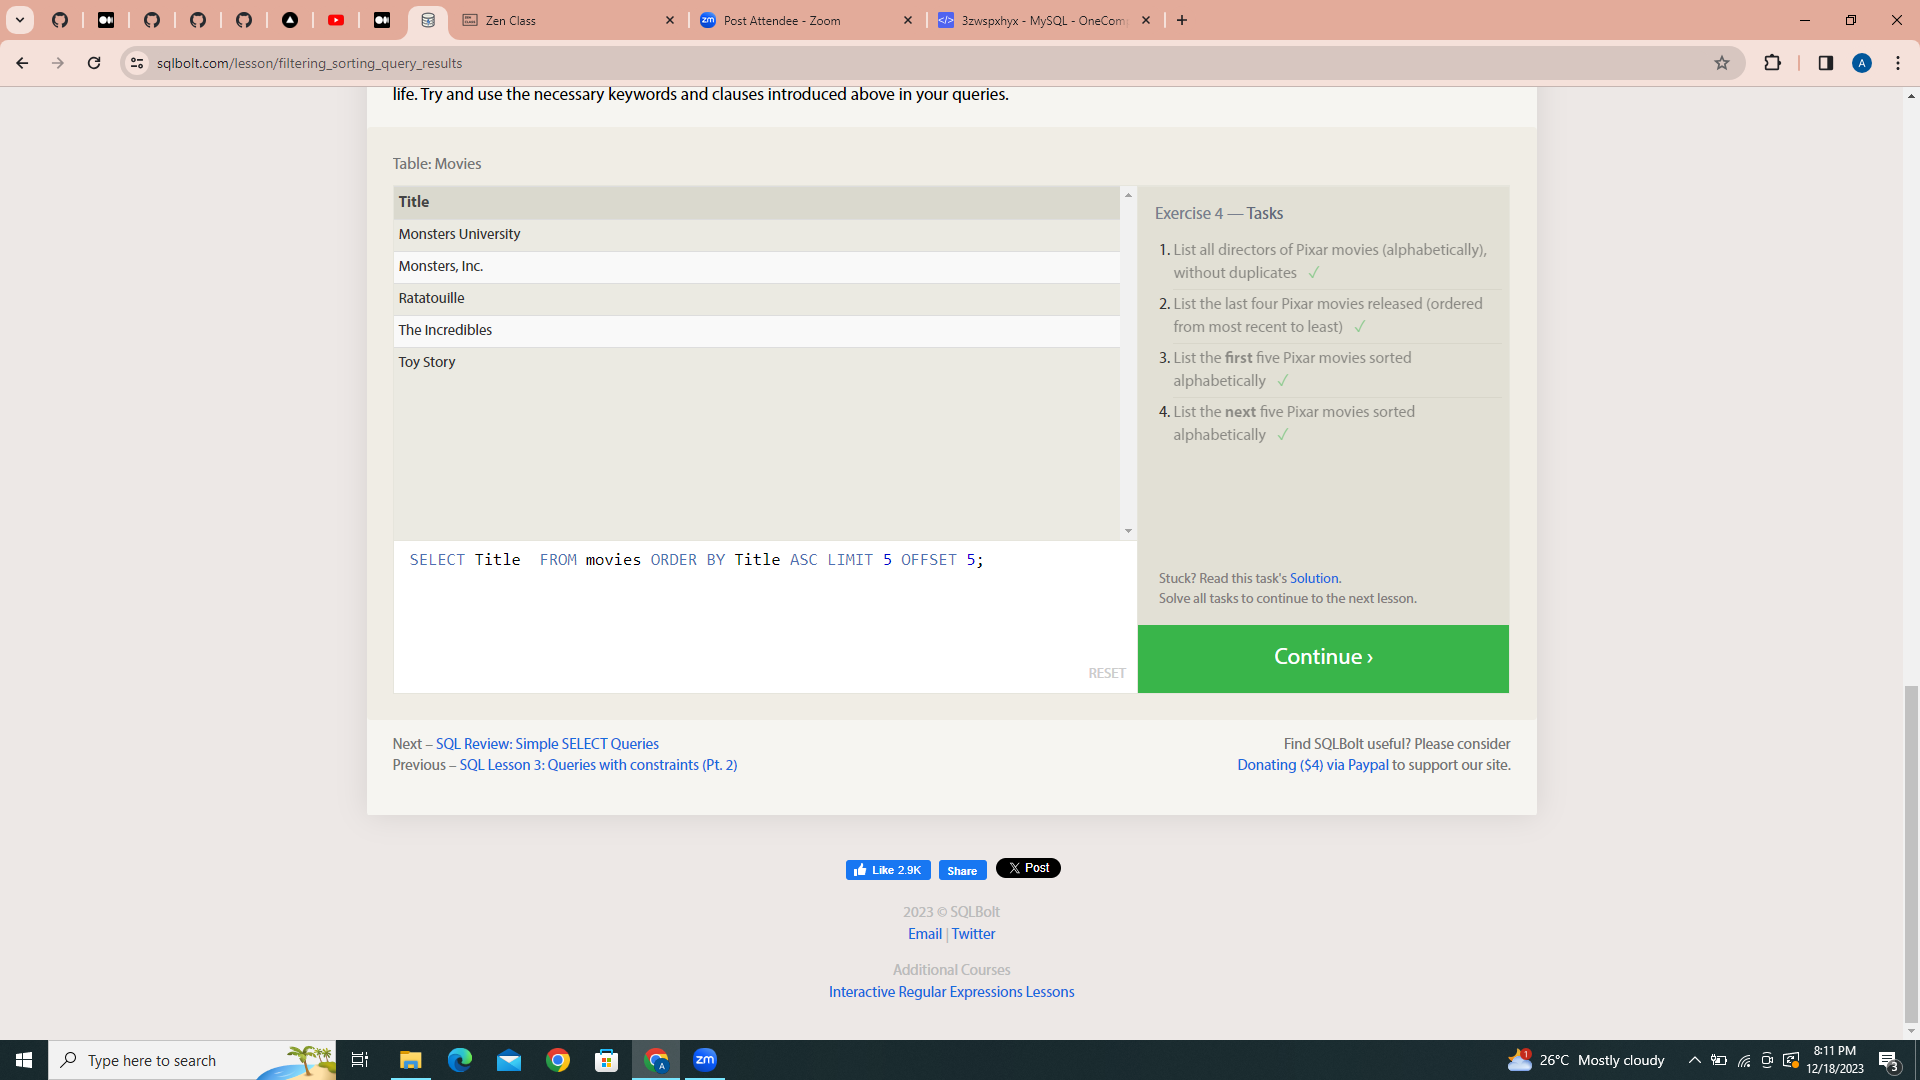 Zen Class
Post Attendee - Zoom
3zwspxhyx - MySQL - OneComp
sqlbolt.com/lesson/filtering_sorting_query_results
A
life. Try and use the necessary keywords and clauses introduced above in your queries.
Table: Movies
Title
Monsters University
Monsters, Inc.
Ratatouille
The Incredibles
Toy Story
Exercise 4 — Tasks
1. List all directors of Pixar movies (alphabetically),
without duplicates ✓
2. List the last four Pixar movies released (ordered
from most recent to least) ✓
3. List the first five Pixar movies sorted
alphabetically ✓
4. List the next five Pixar movies sorted
alphabetically ✓
SELECT Title  FROM movies ORDER BY Title ASC LIMIT 5 OFFSET 5;
RESET
Stuck? Read this task's Solution.
Solve all tasks to continue to the next lesson.
Continue ›
Next – SQL Review: Simple SELECT Queries
Previous – SQL Lesson 3: Queries with constraints (Pt. 2)
Find SQLBolt useful? Please consider
Donating ($4) via Paypal to support our site.
Like 2.9K
Share
X Post
2023 © SQLBolt
Email | Twitter
Additional Courses
Interactive Regular Expressions Lessons
Type here to search
zm
1
26°C Mostly cloudy
8:11 PM
12/18/2023
3